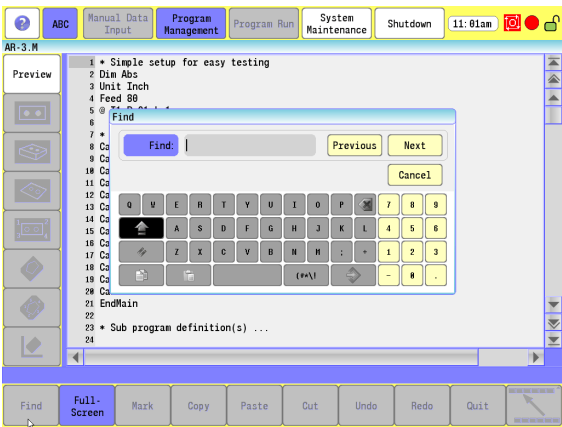 ? ABC Manual Data Input Program Management Program Run System Maintenance Shutdown 11:01am
AR-3.M
Preview
1 * Simple setup for easy testing
2 Dim Abs
3 Unit Inch
4 Feed 80
5 @
6
7 *
8 Ca
9 Ca
10 Ca
11 Ca
12 Ca
13 Ca
14 Ca
15 Ca
16 Ca
17 Ca
18 Ca
19 Ca
20 Ca
21 EndMain
22
23 * Sub program definition(s) ...
24
Find
Find: Previous Next
Cancel
Q W E R T Y U I O P 7 8 9
A S D F G H J K L 4 5 6
Z X C V B N M ; + 1 2 3
(#*\! - 0 .
Find Full-Screen Mark Copy Paste Cut Undo Redo Quit